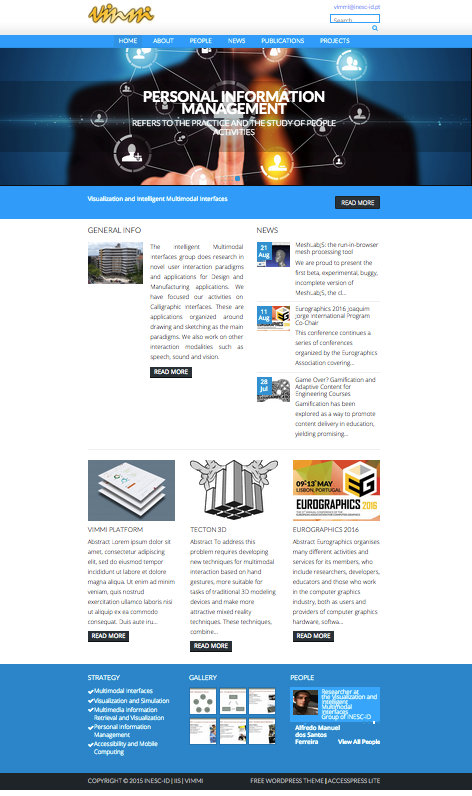 vimmi
vimmi@inesc-id.pt
Search
HOME ABOUT PEOPLE NEWS PUBLICATIONS PROJECTS
PERSONAL INFORMATION
MANAGEMENT
REFERS TO THE PRACTICE AND THE STUDY OF PEOPLE
ACTIVITIES
Visualization and Intelligent Multimodal Interfaces
READ MORE
GENERAL INFO
The Intelligent Multimodal
Interfaces group does research in
novel user interaction paradigms
and applications for Design and
Manufacturing applications. We
have focused our activities on
Calligraphic Interfaces. These are
applications organized around
drawing and sketching as the main
paradigms. We also work on other
interaction modalities such as
speech, sound and vision.
READ MORE
NEWS
21
Aug
MeshLabJS: the run-in-browser
mesh processing tool
We are proud to present the
first beta, experimental, buggy,
incomplete version of
MeshLabJS, the cl...
11
Aug
Eurographics 2016 Joaquim
Jorge International Program
Co-Chair
This conference continues a
series of conferences
organized by the Eurographics
Association covering...
28
Jul
Game Over? Gamification and
Adaptive Content for
Engineering Courses
Gamification has been
explored as a way to promote
content delivery in education,
yielding promising...
VIMMI PLATFORM
Abstract Lorem ipsum dolor sit
amet, consectetur adipiscing
elit, sed do eiusmod tempor
incididunt ut labore et dolore
magna aliqua. Ut enim ad minim
veniam, quis nostrud
exercitation ullamco laboris nisi
ut aliquip ex ea commodo
consequat. Duis aute iru...
READ MORE
TECTON 3D
Abstract To address this
problem requires developing
new techniques for multimodal
interaction based on hand
gestures, more suitable for
tasks of traditional 3D modeling
devices and make more
attractive mixed reality
techniques. These techniques,
combine...
READ MORE
09-13 MAY
LISBON, PORTUGAL
EUROGRAPHICS 2016
EUROGRAPHICS 2016
Abstract Eurographics organises
many different activities and
services for its members, who
include researchers, developers,
educators and those who work
in the computer graphics
industry, both as users and
providers of computer graphics
hardware, softwa...
READ MORE
STRATEGY
Multimodal interfaces
Visualization and Simulation
Multimedia Information
Retrieval and Visualization
Personal Information
Management
Accessibility and Mobile
Computing
GALLERY
PEOPLE
Researcher at
the Visualization and
Intelligent
Multimodal
Interfaces
Group of INESC-ID
Alfredo Manuel
dos Santos
Ferreira
View All People
COPYRIGHT © 2015 INESC-ID | IIS | VIMMI
FREE WORDPRESS THEME | ACCESSPRESS LITE